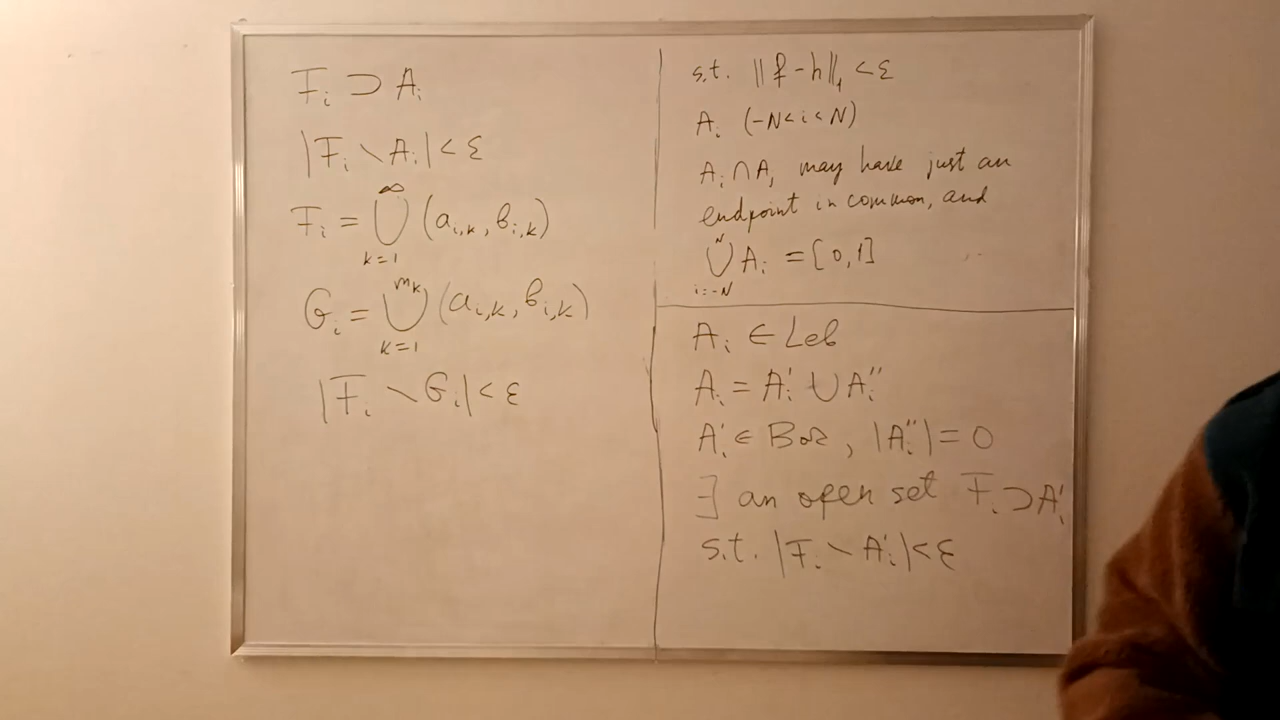 F_i ⊃ A_i
|F_i ∖ A_i| < ε
F_i = ⋃_{k=1}^{∞} (a_{i,k}, b_{i,k})
G_i = ⋃_{k=1}^{m_k} (a_{i,k}, b_{i,k})
|F_i ∖ G_i| < ε
s.t. ||f - h||_1 < ε
A_i (-N < i < N)
A_i ∩ A_j may have just an
endpoint in common, and
⋃_{i=-N}^{N} A_i = [0,1]
A_i ∈ Leb
A_i = A_i' ∪ A_i''
A_i' ∈ Bor, |A_i''| = 0
∃ an open set F_i ⊃ A_i'
s.t. |F_i ∖ A_i'| < ε